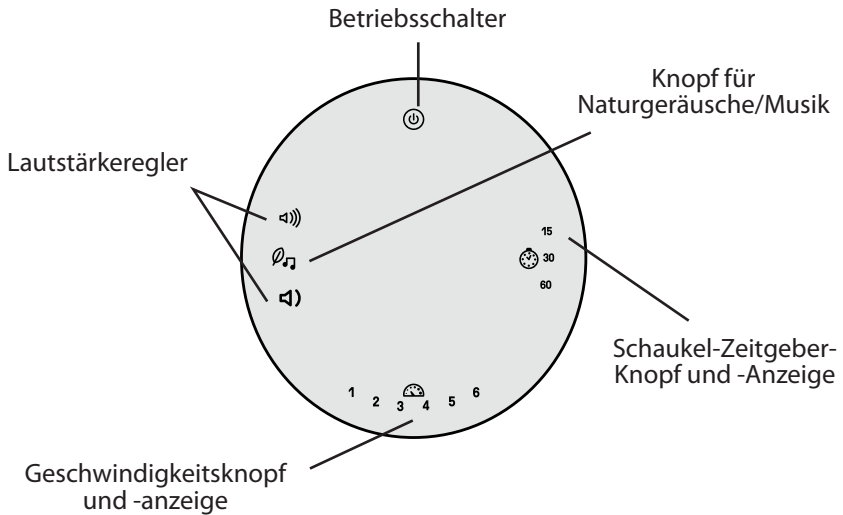 Betriebsschalter
Knopf für
Naturgeräusche/Musik
Lautstärkeregler
15
30
60
Schaukel-Zeitgeber-
Knopf und -Anzeige
1 2 3 4 5 6
Geschwindigkeitsknopf
und -anzeige